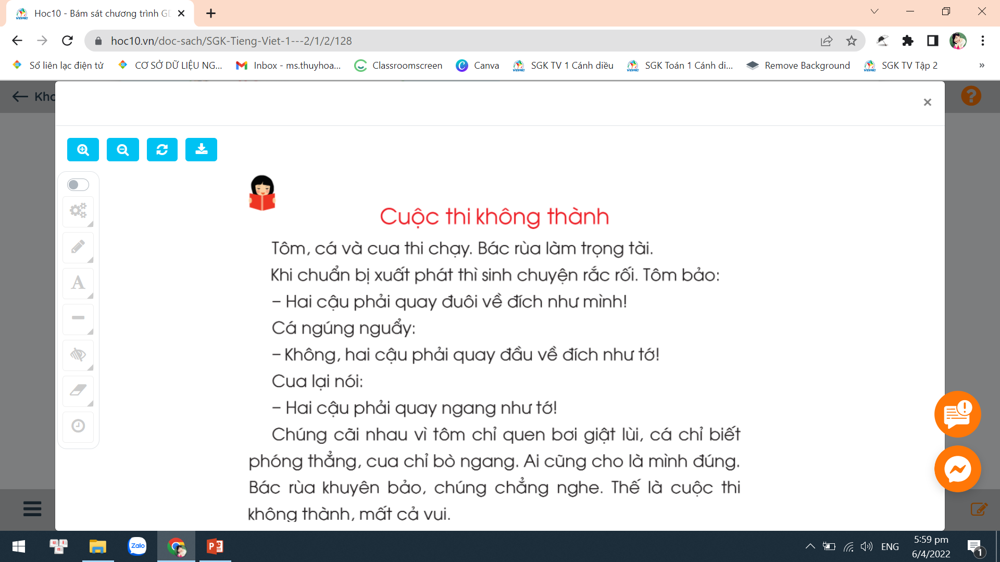 Hoc10 - Bám sát chương trình GD
hoc10.vn/doc-sach/SGK-Tieng-Viet-1---2/1/2/128
Sổ liên lạc điện tử
CƠ SỞ DỮ LIỆU NG...
Inbox - ms.thuyhoa...
Classroomscreen
Canva
SGK TV 1 Cánh diều
SGK Toán 1 Cánh di...
Remove Background
SGK TV Tập 2
»
Kho
×
Cuộc thi không thành
Tôm, cá và cua thi chạy. Bác rùa làm trọng tài.
Khi chuẩn bị xuất phát thì sinh chuyện rắc rối. Tôm bảo:
– Hai cậu phải quay đuôi về đích như mình!
Cá ngúng nguẩy:
– Không, hai cậu phải quay đầu về đích như tớ!
Cua lại nói:
– Hai cậu phải quay ngang như tớ!
Chúng cãi nhau vì tôm chỉ quen bơi giật lùi, cá chỉ biết
phóng thẳng, cua chỉ bò ngang. Ai cũng cho là mình đúng.
Bác rùa khuyên bảo, chúng chẳng nghe. Thế là cuộc thi
không thành, mất cả vui.
A
Zalo
ENG
5:59 pm
6/4/2022
1